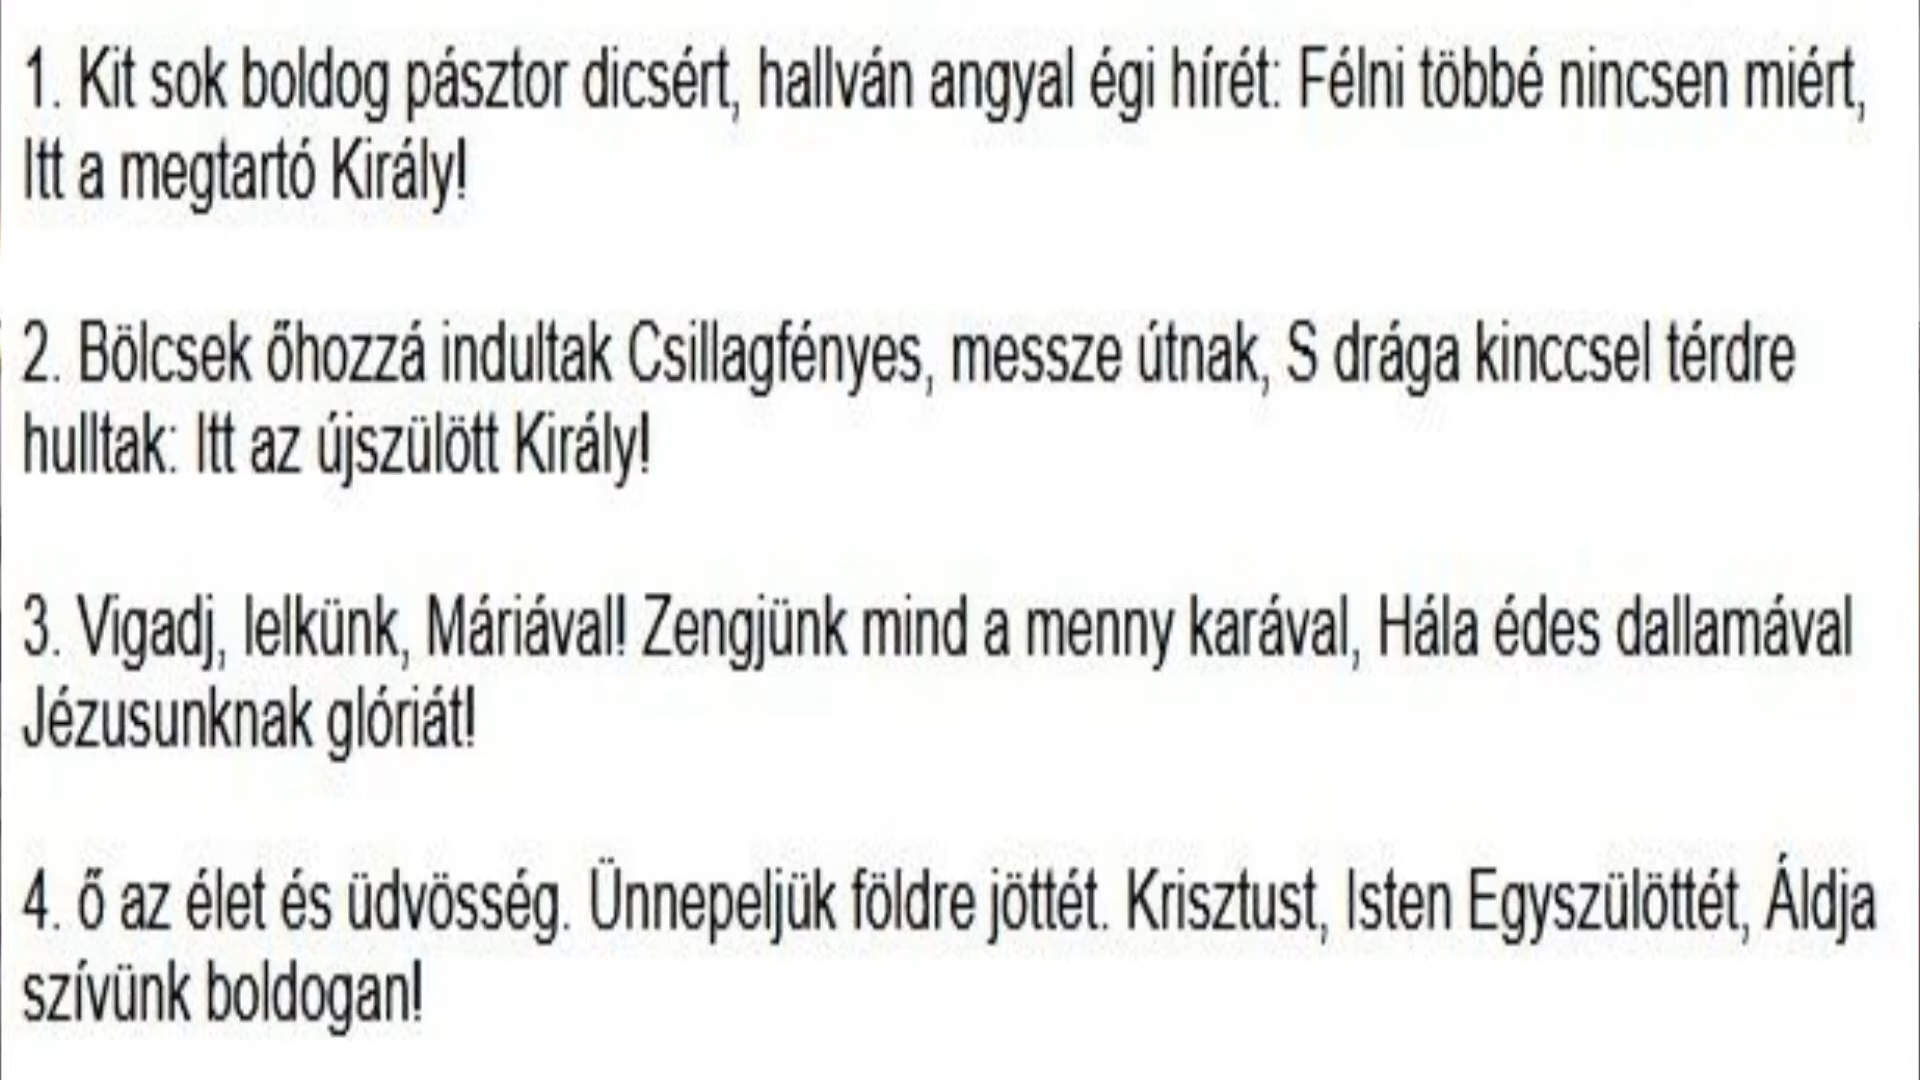 1. Kit sok boldog pásztor dicsért, hallván angyal égi hírét: Félni többé nincsen miért,
Itt a megtartó Király!
2. Bölcsek őhozzá indultak Csillagfényes, messze útnak, S drága kinccsel térdre
hulltak: Itt az újszülött Király!
3. Vigadj, lelkünk, Máriával! Zengjünk mind a menny karával, Hála édes dallamával
Jézusunknak glóriát!
4. ő az élet és üdvösség. Ünnepeljük földre jöttét. Krisztust, Isten Egyszülöttét, Áldja
szívünk boldogan!